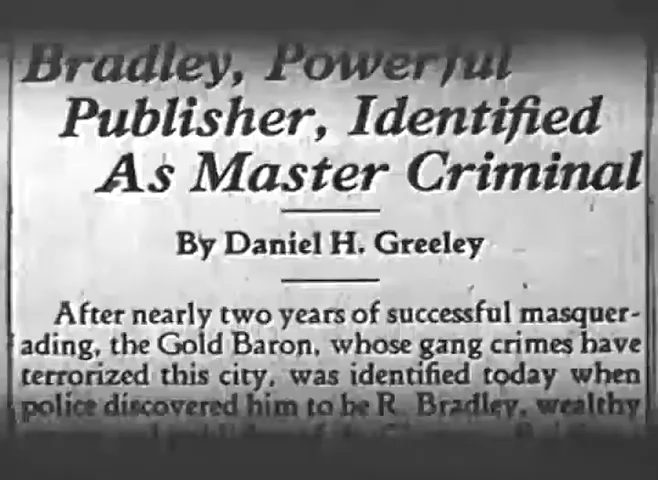 Bradley, Powerful
Publisher, Identified
As Master Criminal
By Daniel H. Greeley
After nearly two years of successful masquer-
ading, the Gold Baron, whose gang crimes have
terrorized this city, was identified today when
police discovered him to be R. Bradley, wealthy